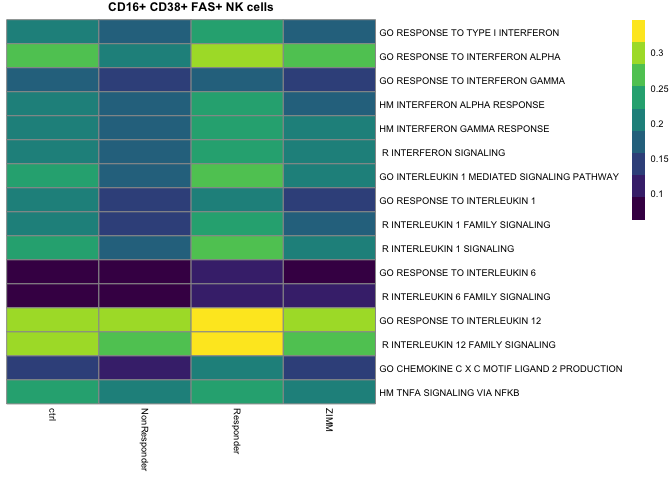 CD16+ CD38+ FAS+ NK cells
GO RESPONSE TO TYPE I INTERFERON
GO RESPONSE TO INTERFERON ALPHA
GO RESPONSE TO INTERFERON GAMMA
HM INTERFERON ALPHA RESPONSE
HM INTERFERON GAMMA RESPONSE
R INTERFERON SIGNALING
GO INTERLEUKIN 1 MEDIATED SIGNALING PATHWAY
GO RESPONSE TO INTERLEUKIN 1
R INTERLEUKIN 1 FAMILY SIGNALING
R INTERLEUKIN 1 SIGNALING
GO RESPONSE TO INTERLEUKIN 6
R INTERLEUKIN 6 FAMILY SIGNALING
GO RESPONSE TO INTERLEUKIN 12
R INTERLEUKIN 12 FAMILY SIGNALING
GO CHEMOKINE C X C MOTIF LIGAND 2 PRODUCTION
HM TNFA SIGNALING VIA NFKB
ctrl
NonResponder
Responder
ZIMM
0.3
0.25
0.2
0.15
0.1